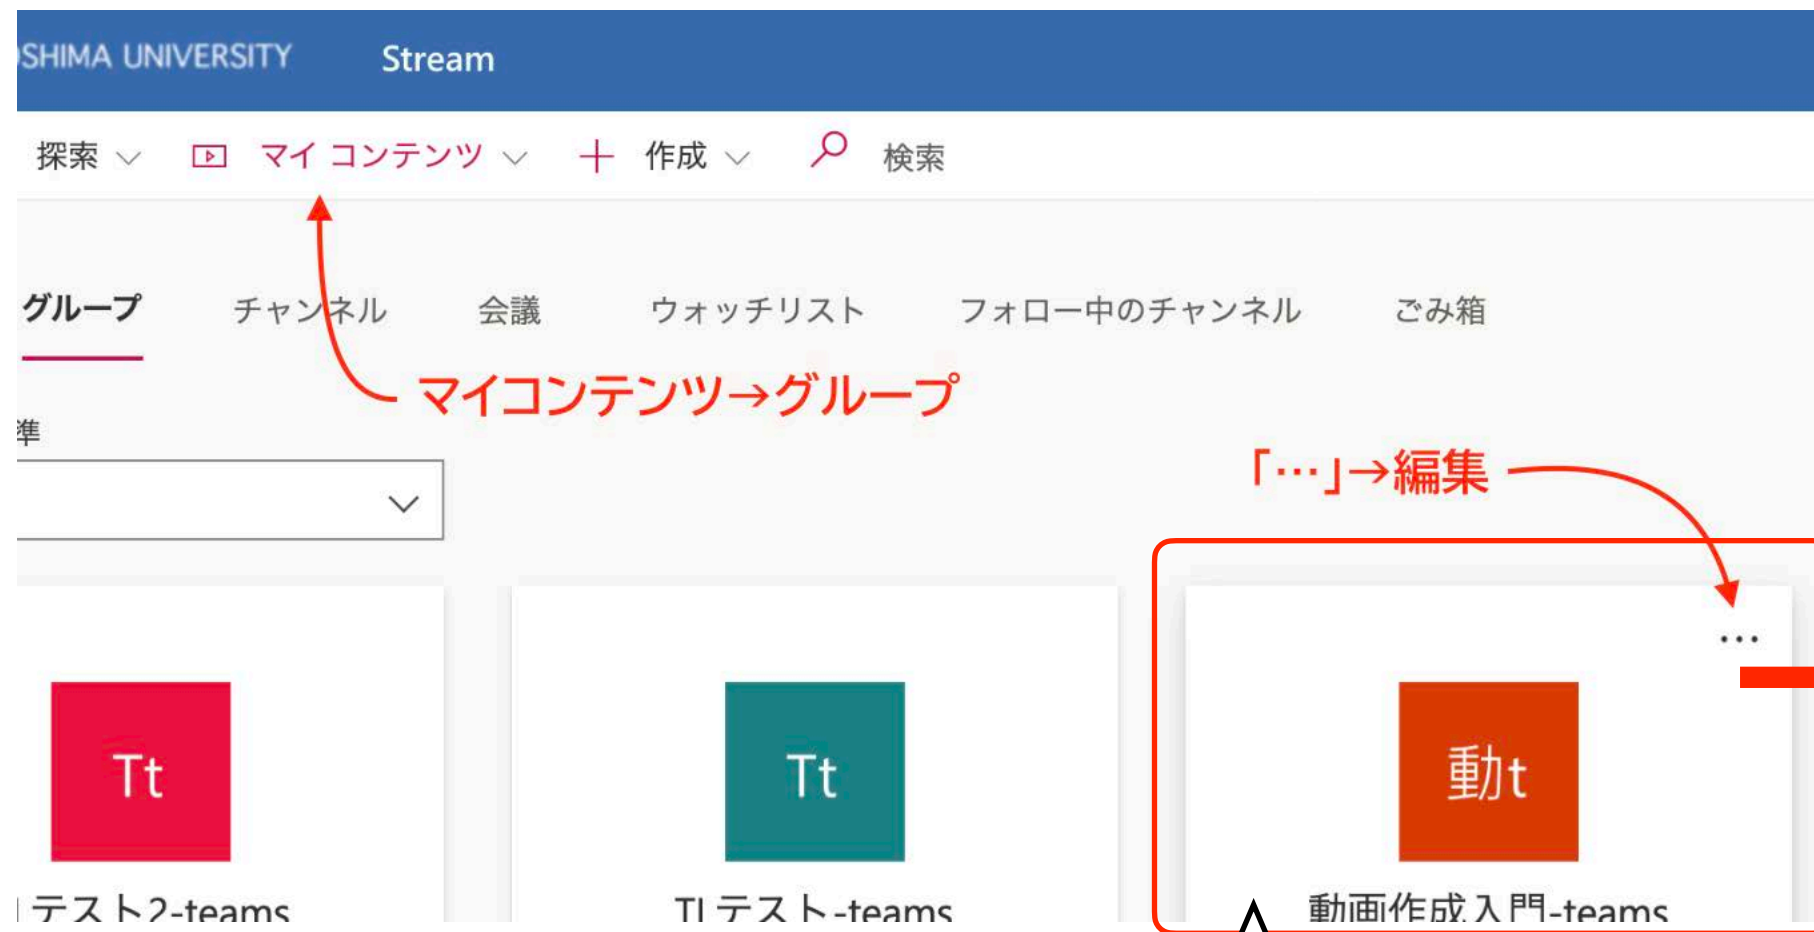 SHIMA UNIVERSITY Stream
探索 マイ コンテンツ 作成 検索
グループ チャンネル 会議 ウォッチリスト フォロー中のチャンネル ごみ箱
マイコンテンツ→グループ
準
「…」→編集
…
Tt Tt 動t
テスト2-teams TLテスト-teams 動画作成入門-teams